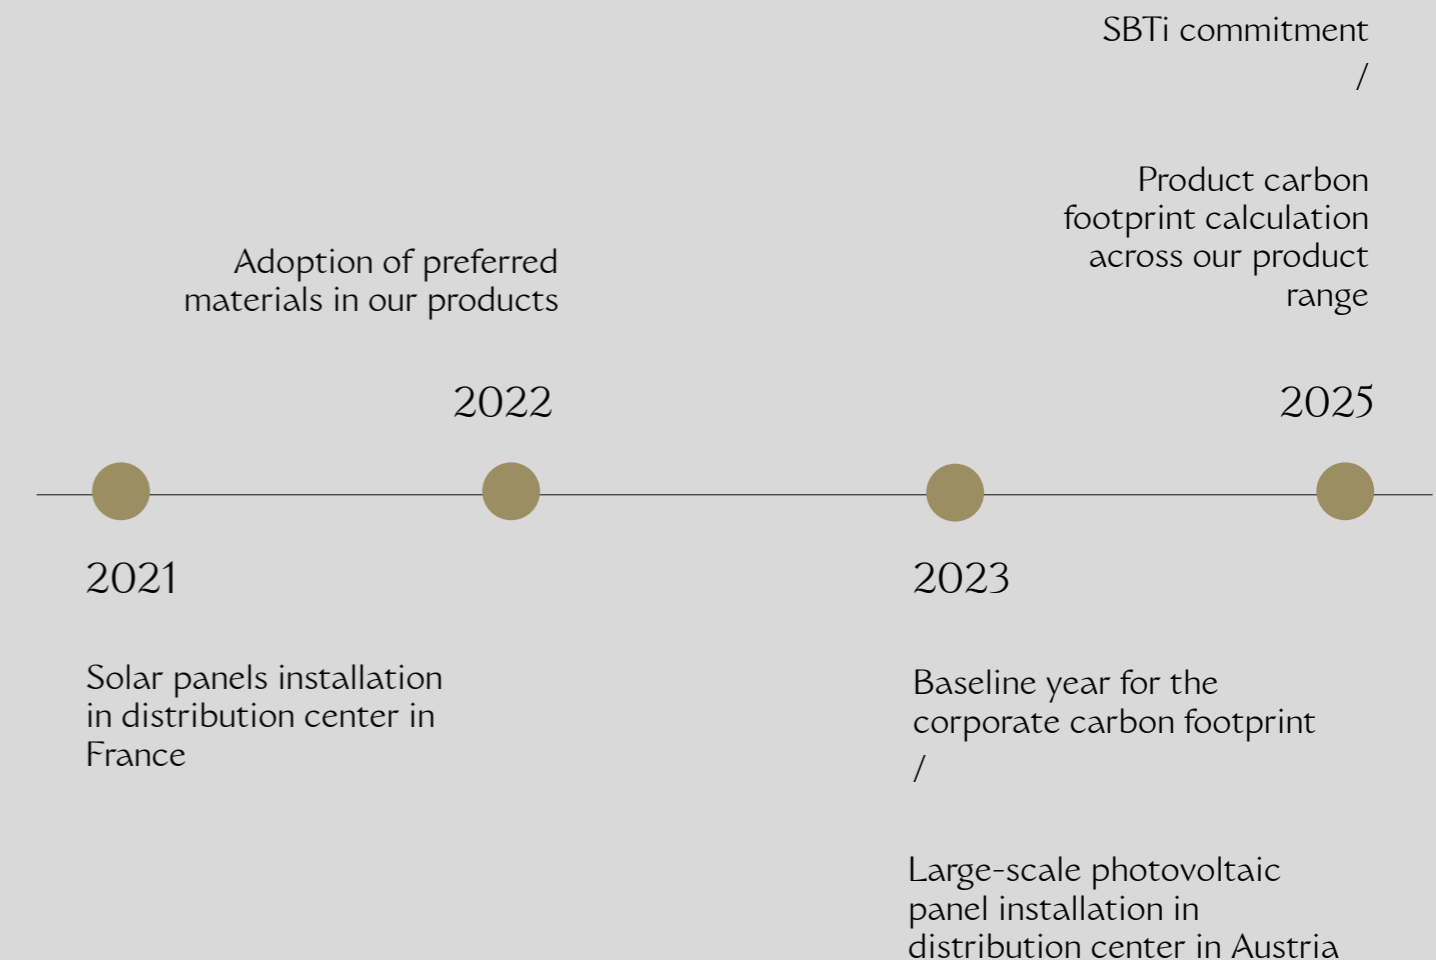 SBTi commitment
/
Product carbon
footprint calculation
across our product
range
Adoption of preferred
materials in our products
2022
2025
2021
2023
Solar panels installation
in distribution center in
France
Baseline year for the
corporate carbon footprint
/
Large-scale photovoltaic
panel installation in
distribution center in Austria